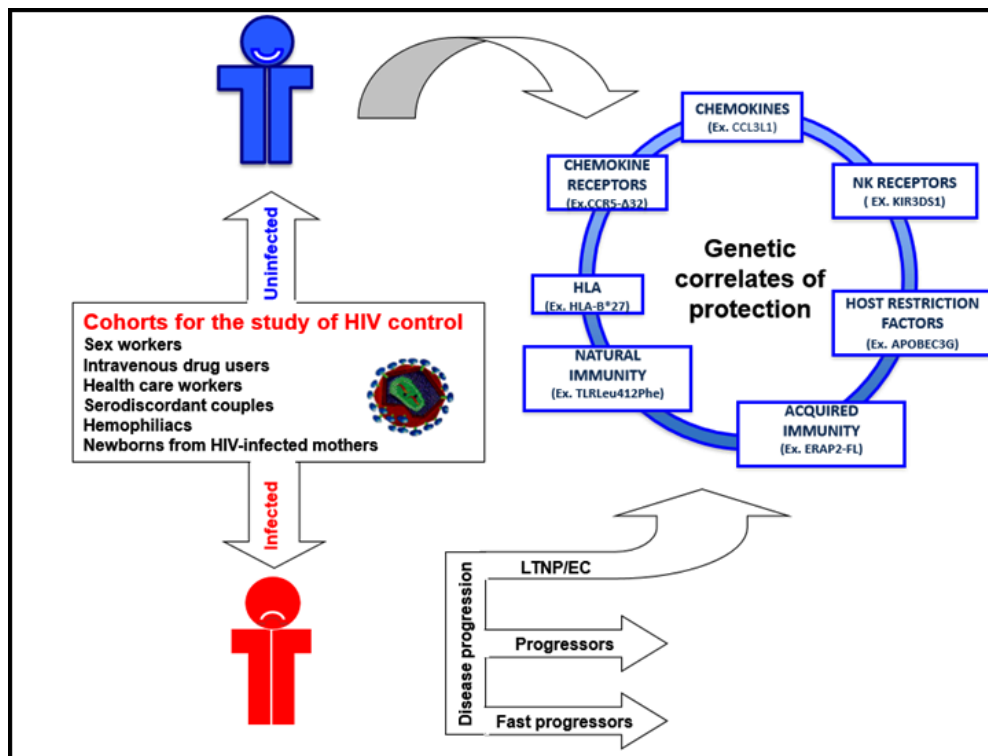 Uninfected
Cohorts for the study of HIV control
Sex workers
Intravenous drug users
Health care workers
Serodiscordant couples
Hemophiliacs
Newborns from HIV-infected mothers
Infected
CHEMOKINES
(Ex. CCL3L1)
CHEMOKINE
RECEPTORS
(Ex.CCR5-Δ32)
NK RECEPTORS
( EX. KIR3DS1)
Genetic
correlates of
protection
HLA
(Ex. HLA-B*27)
HOST RESTRICTION
FACTORS
(Ex. APOBEC3G)
NATURAL
IMMUNITY
(Ex. TLRLeu412Phe)
ACQUIRED
IMMUNITY
(Ex. ERAP2-FL)
Disease progression
LTNP/EC
Progressors
Fast progressors